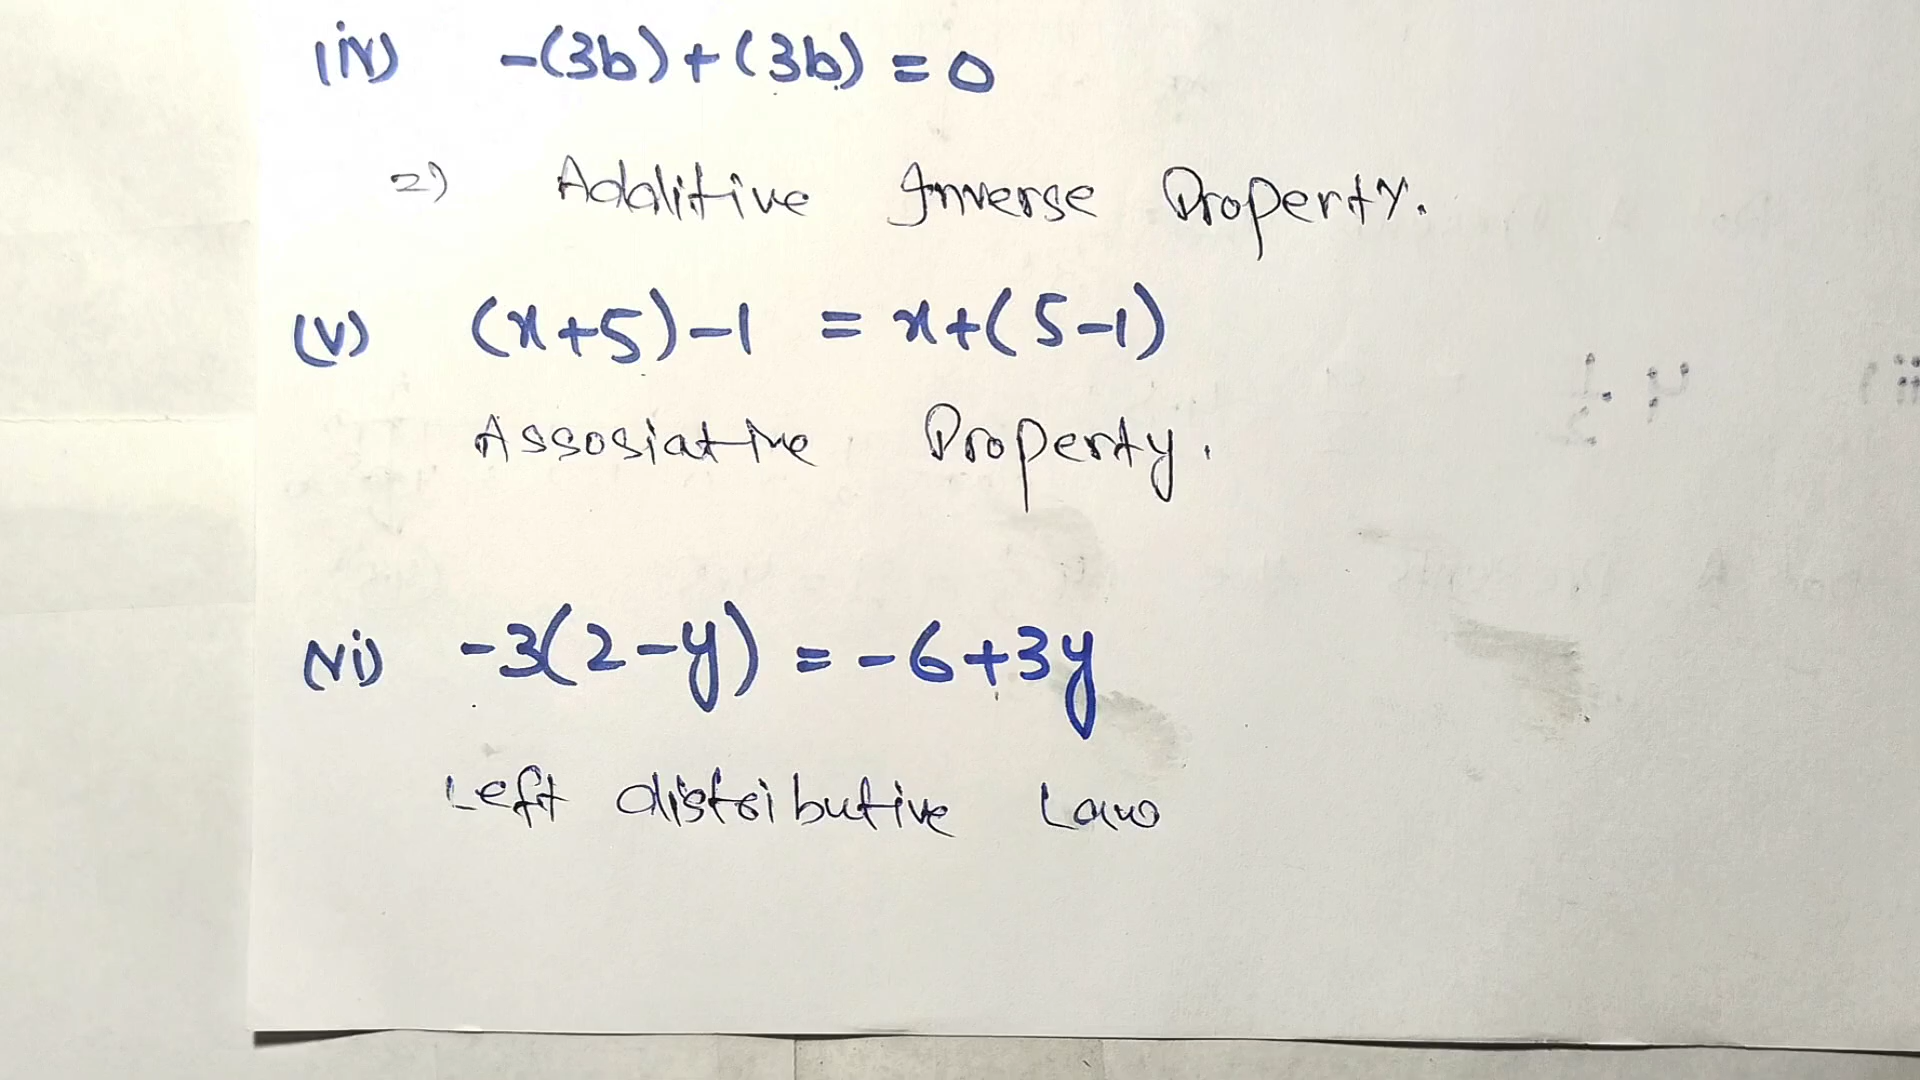 (iv) -(3b)+(3b) = 0
=) Additive Inverse Property.
(v) (x+5)-1 = x+(5-1)
Assosiative Property.
(vi) -3(2-y) = -6+3y
Left distributive Law